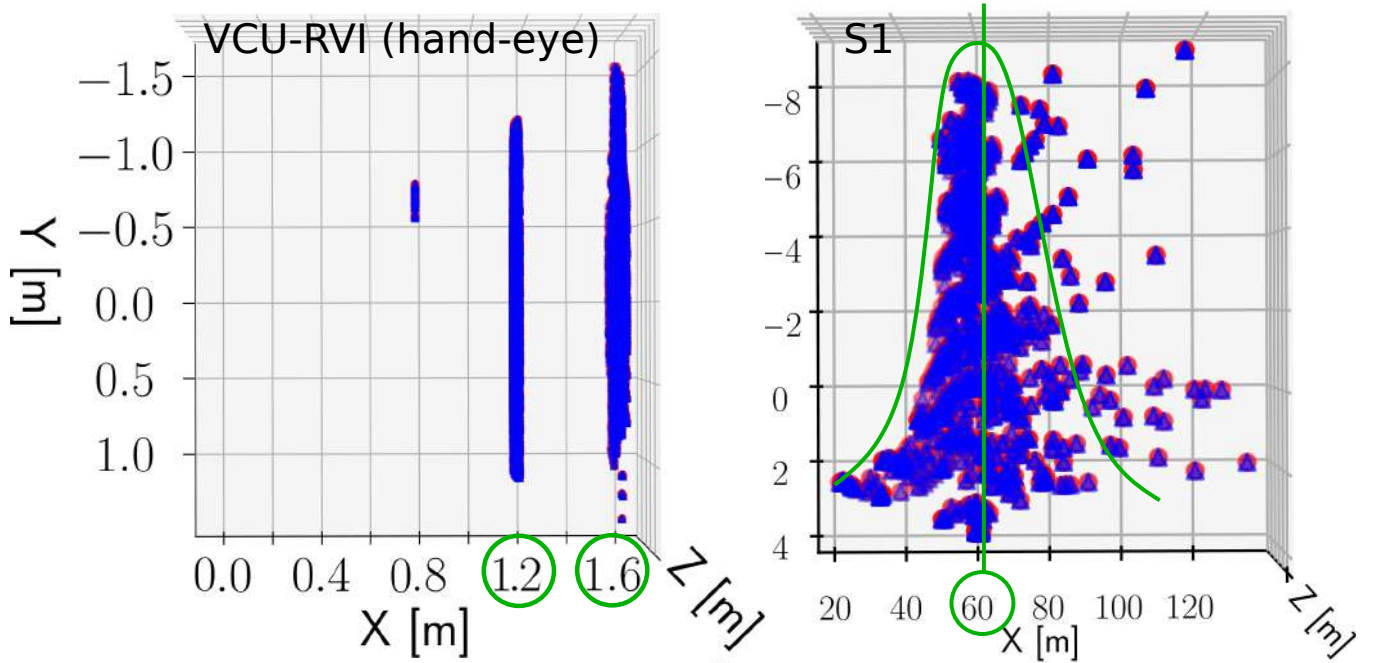 VCU-RVI (hand-eye)
−1.5
−1.0
−0.5
0.0
0.5
1.0
Y [m]
0.0 0.4 0.8 1.2 1.6
X [m]
Z [m]
S1
−8
−6
−4
−2
0
2
4
20 40 60 80 100 120
X [m]
Z [m]